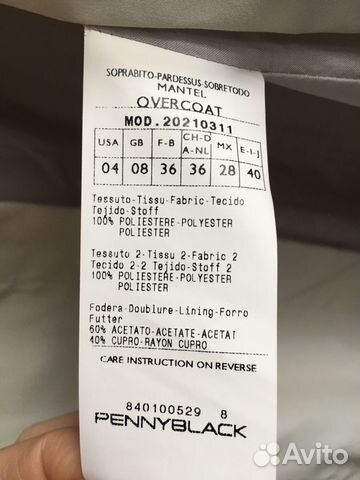 SOPRABITO-PARDESSUS-SOBRETODO
MANTEL
OVERCOAT
MOD.20210311
USA GB F-B CH-D A-NL MX E-I-J
04 08 36 36 28 40
Tessuto-Tissu-Fabric-Tecido
Tejido-Stoff
100% POLIESTERE-POLYESTER
POLIESTER
Tessuto 2-Tissu 2-Fabric 2
Tecido 2-2 Tejido-Stoff 2
100% POLIESTERE-POLYESTER
POLIESTER
Fodera-Doublure-Lining-Forro
Futter
60% ACETATO-ACETATE-ACETAT
40% CUPRO-RAYON CUPRO
CARE INSTRUCTION ON REVERSE
840100529 8
PENNYBLACK
Avito